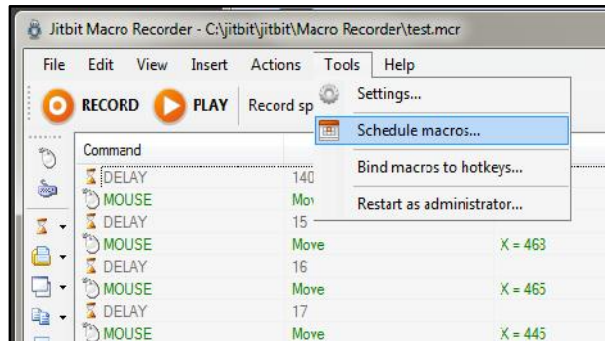 Jitbit Macro Recorder - C:\jitbit\jitbit\Macro Recorder\test.mcr
File Edit View Insert Actions Tools Help
RECORD PLAY Record sp
Settings...
Schedule macros...
Bind macros to hotkeys...
Restart as administrator...
Command
DELAY 140
MOUSE Mov
DELAY 15
MOUSE Move X = 468
DELAY 16
MOUSE Move X = 465
DELAY 17
MOUSE Move X = 445